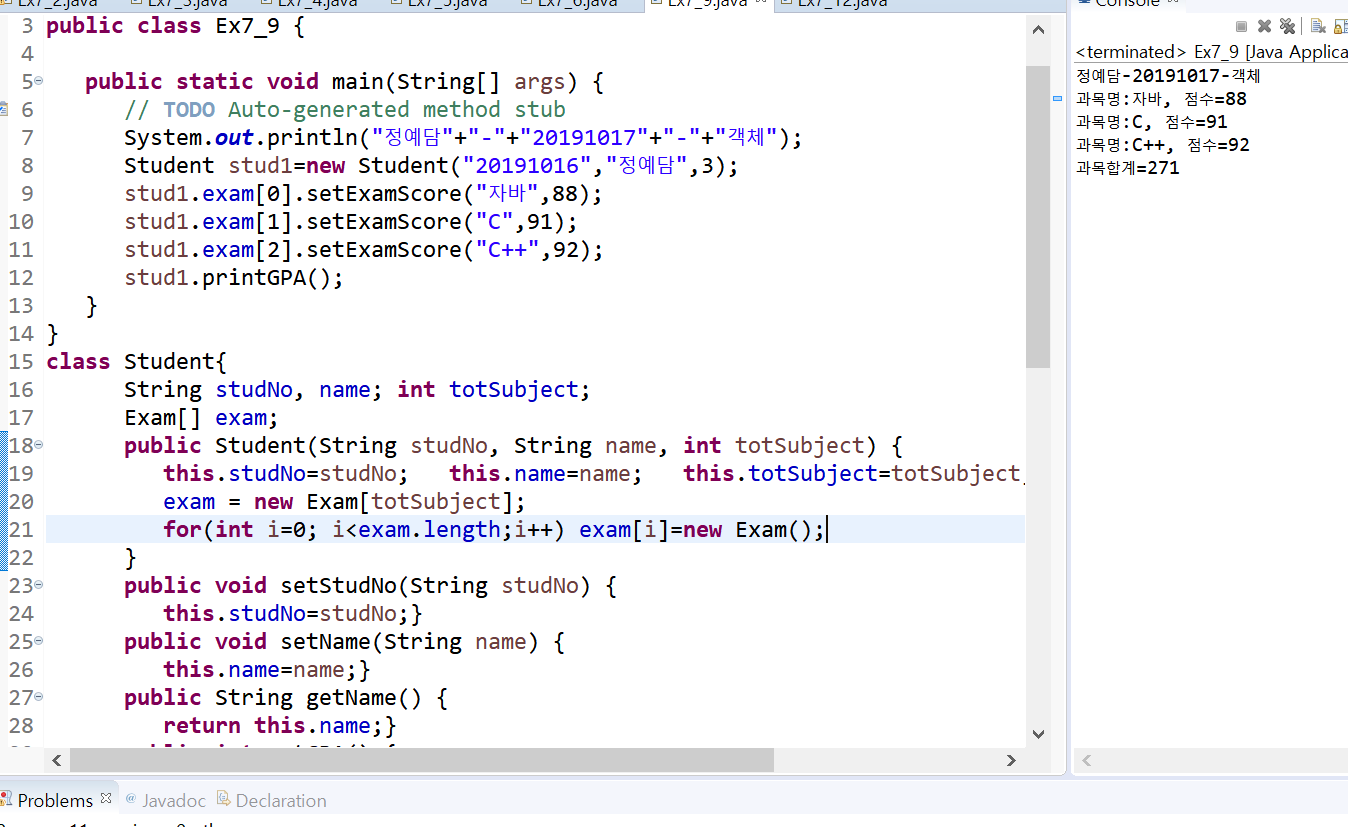 Ex7_2.java Ex7_3.java Ex7_4.java Ex7_5.java Ex7_6.java Ex7_9.java Ex7_12.java
3 public class Ex7_9 {
4
5 public static void main(String[] args) {
6 // TODO Auto-generated method stub
7 System.out.println("정예담"+"-"+"20191017"+"-"+"객체");
8 Student stud1=new Student("20191016","정예담",3);
9 stud1.exam[0].setExamScore("자바",88);
10 stud1.exam[1].setExamScore("C",91);
11 stud1.exam[2].setExamScore("C++",92);
12 stud1.printGPA();
13 }
14 }
15 class Student{
16 String studNo, name; int totSubject;
17 Exam[] exam;
18 public Student(String studNo, String name, int totSubject) {
19 this.studNo=studNo; this.name=name; this.totSubject=totSubject
20 exam = new Exam[totSubject];
21 for(int i=0; i<exam.length;i++) exam[i]=new Exam();
22 }
23 public void setStudNo(String studNo) {
24 this.studNo=studNo;}
25 public void setName(String name) {
26 this.name=name;}
27 public String getName() {
28 return this.name;}
Console
<terminated> Ex7_9 [Java Applica
정예담-20191017-객체
과목명:자바, 점수=88
과목명:C, 점수=91
과목명:C++, 점수=92
과목합계=271
Problems @ Javadoc Declaration